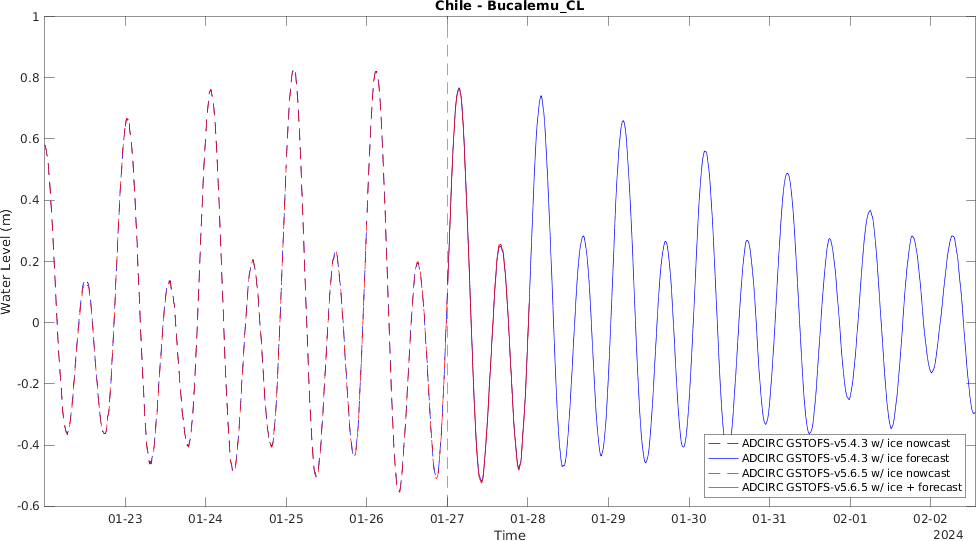 Chile - Bucalemu_CL
1
0.8
0.6
0.4
0.2
0
-0.2
-0.4
-0.6
Water Level (m)
ADCIRC GSTOFS-v5.4.3 w/ ice nowcast
ADCIRC GSTOFS-v5.4.3 w/ ice forecast
ADCIRC GSTOFS-v5.6.5 w/ ice nowcast
ADCIRC GSTOFS-v5.6.5 w/ ice + forecast
01-23 01-24 01-25 01-26 01-27 01-28 01-29 01-30 01-31 02-01 02-02
Time
2024